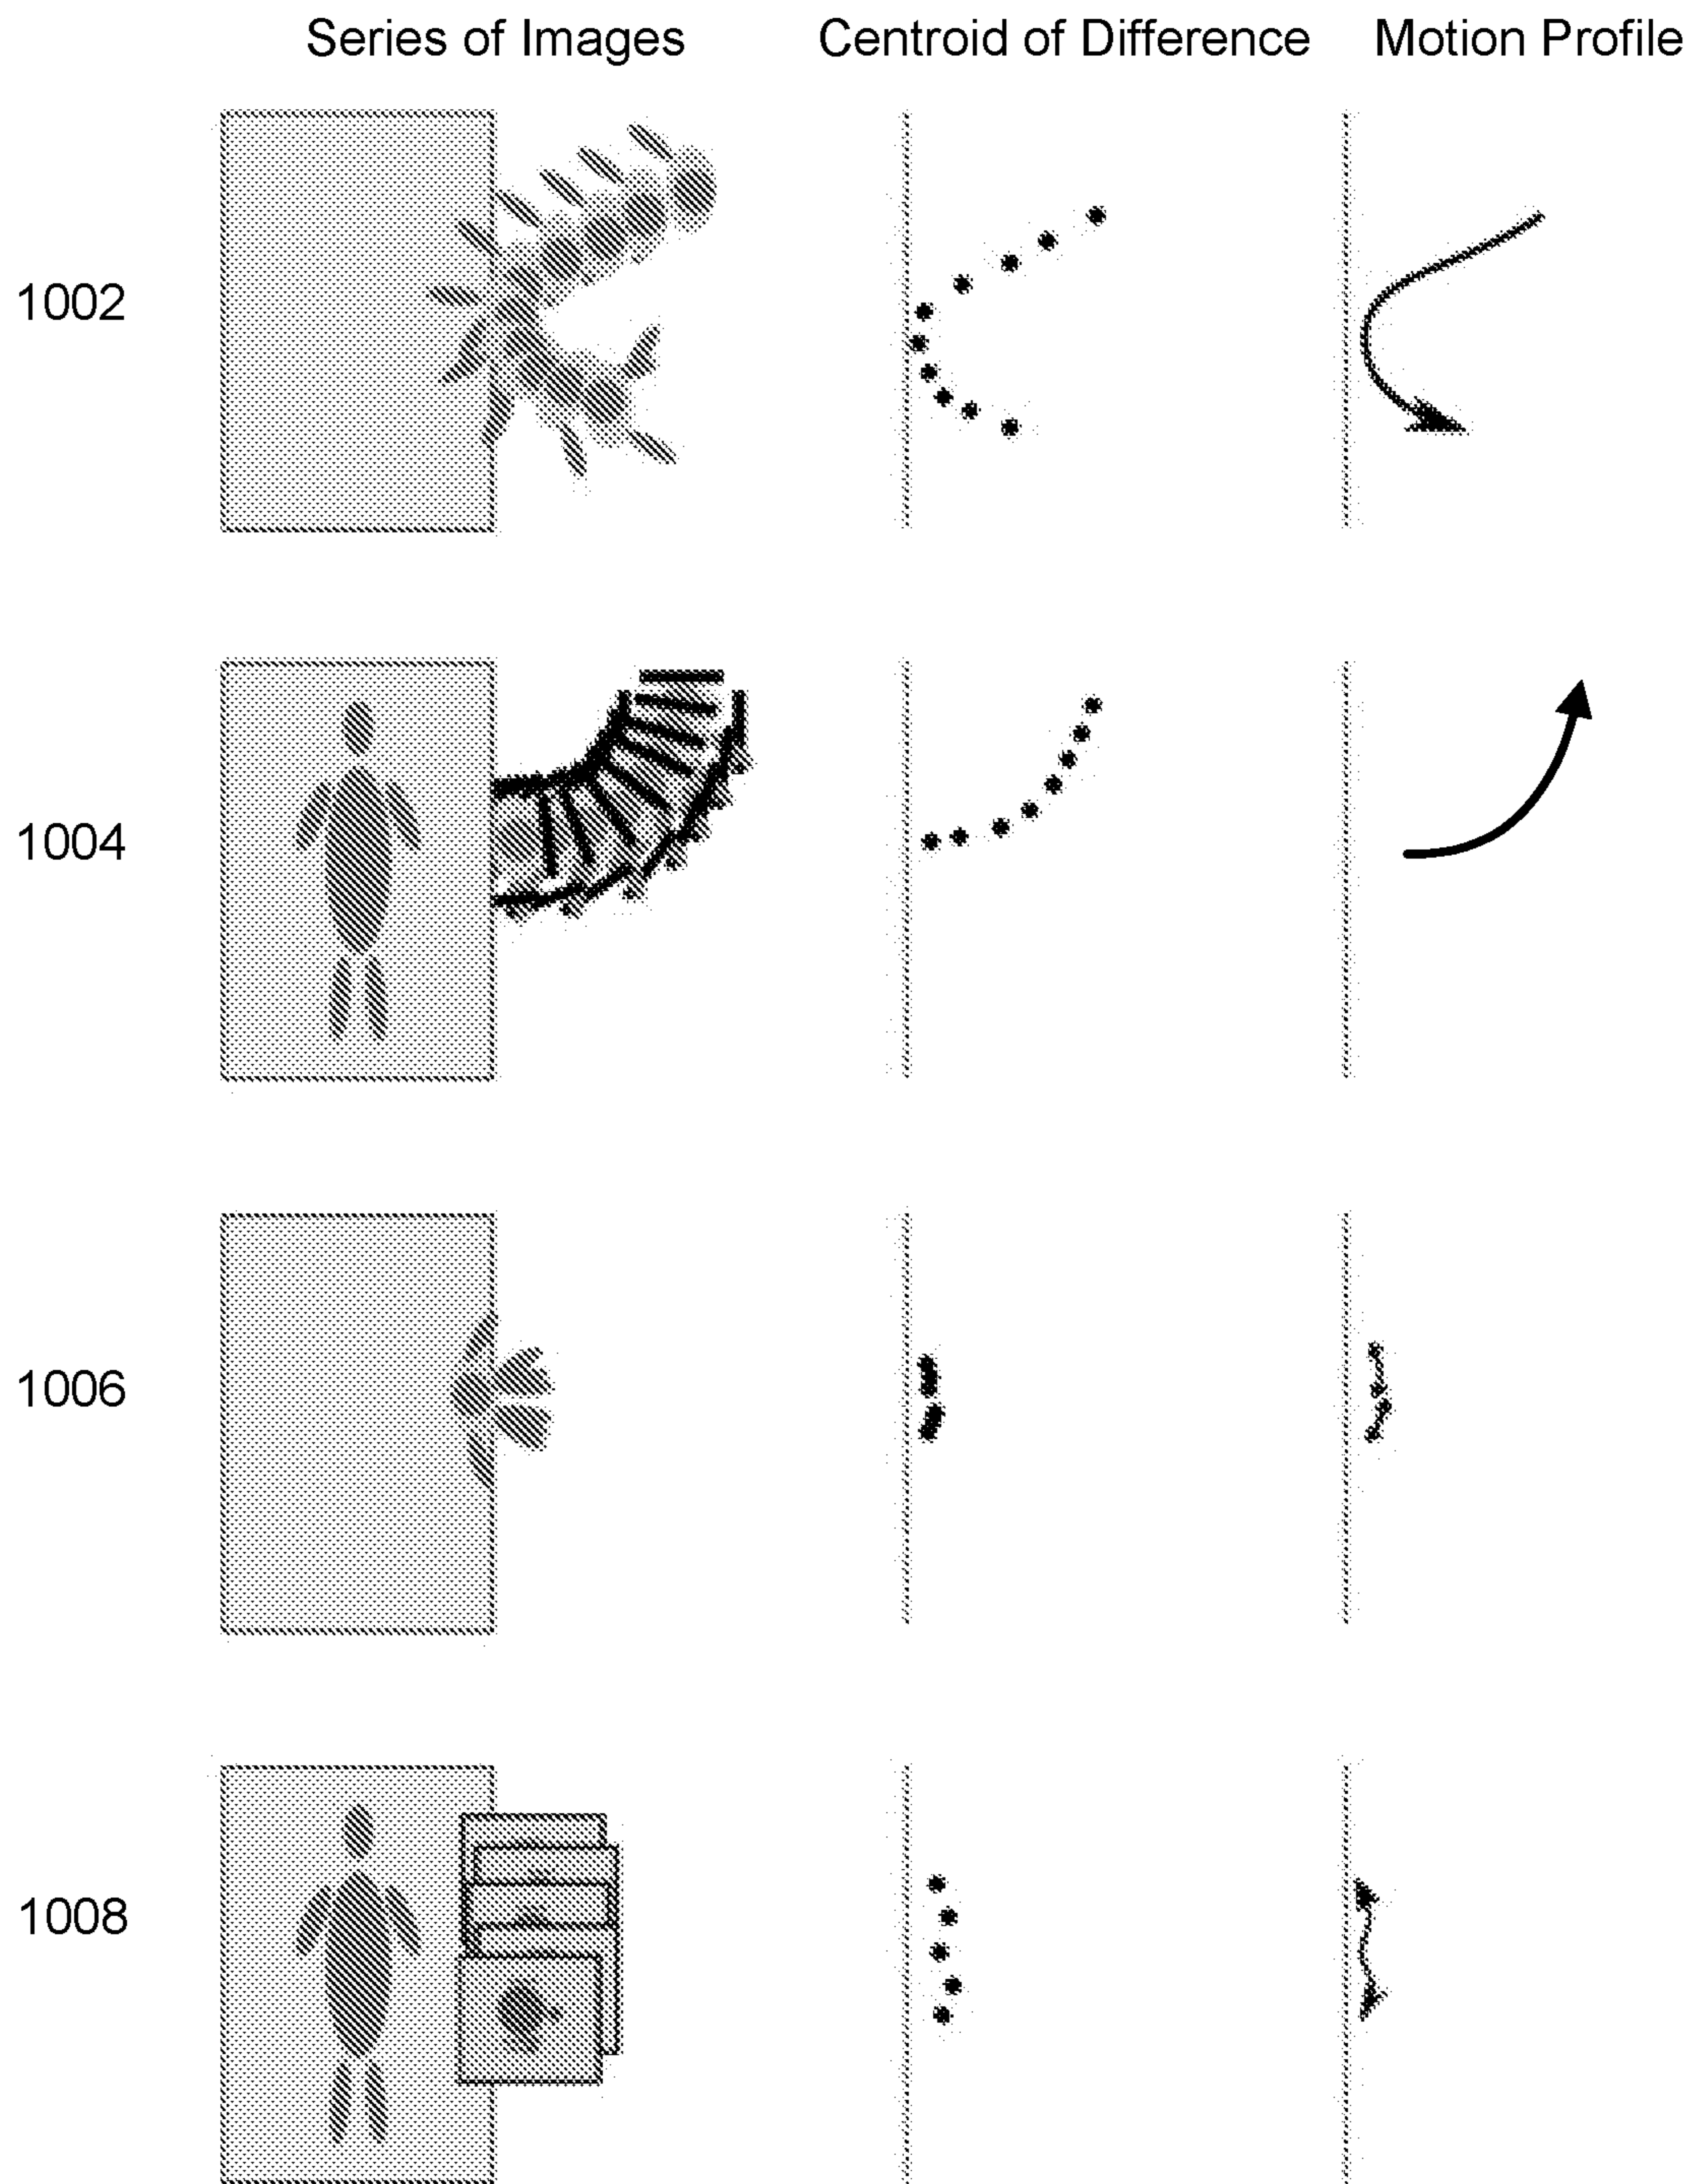 Series of Images Centroid of Difference Motion Profile
1002
1004
1006
1008